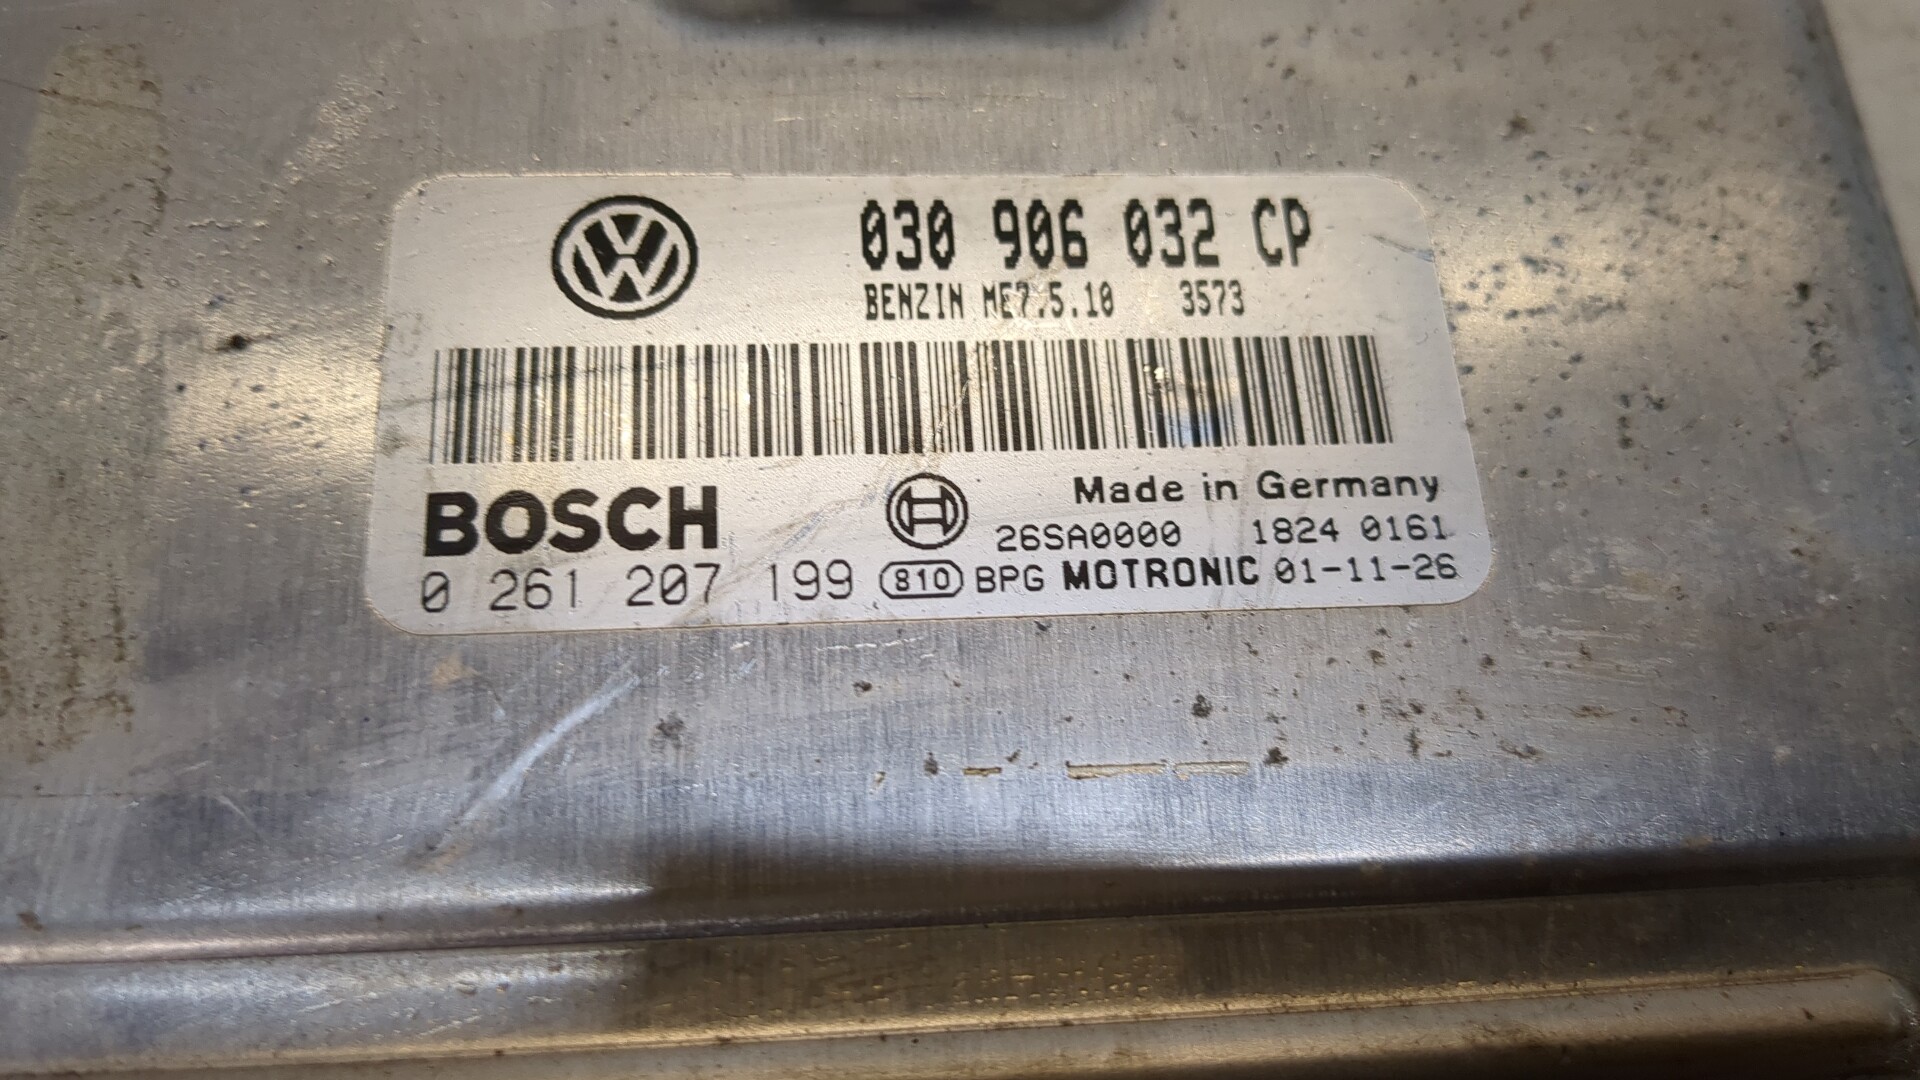 030 906 032 CP
BENZIN ME7.5.10 3573
BOSCH
Made in Germany
26SA0000 1824 0161
0 261 207 199 810 BPG MOTRONIC 01-11-26